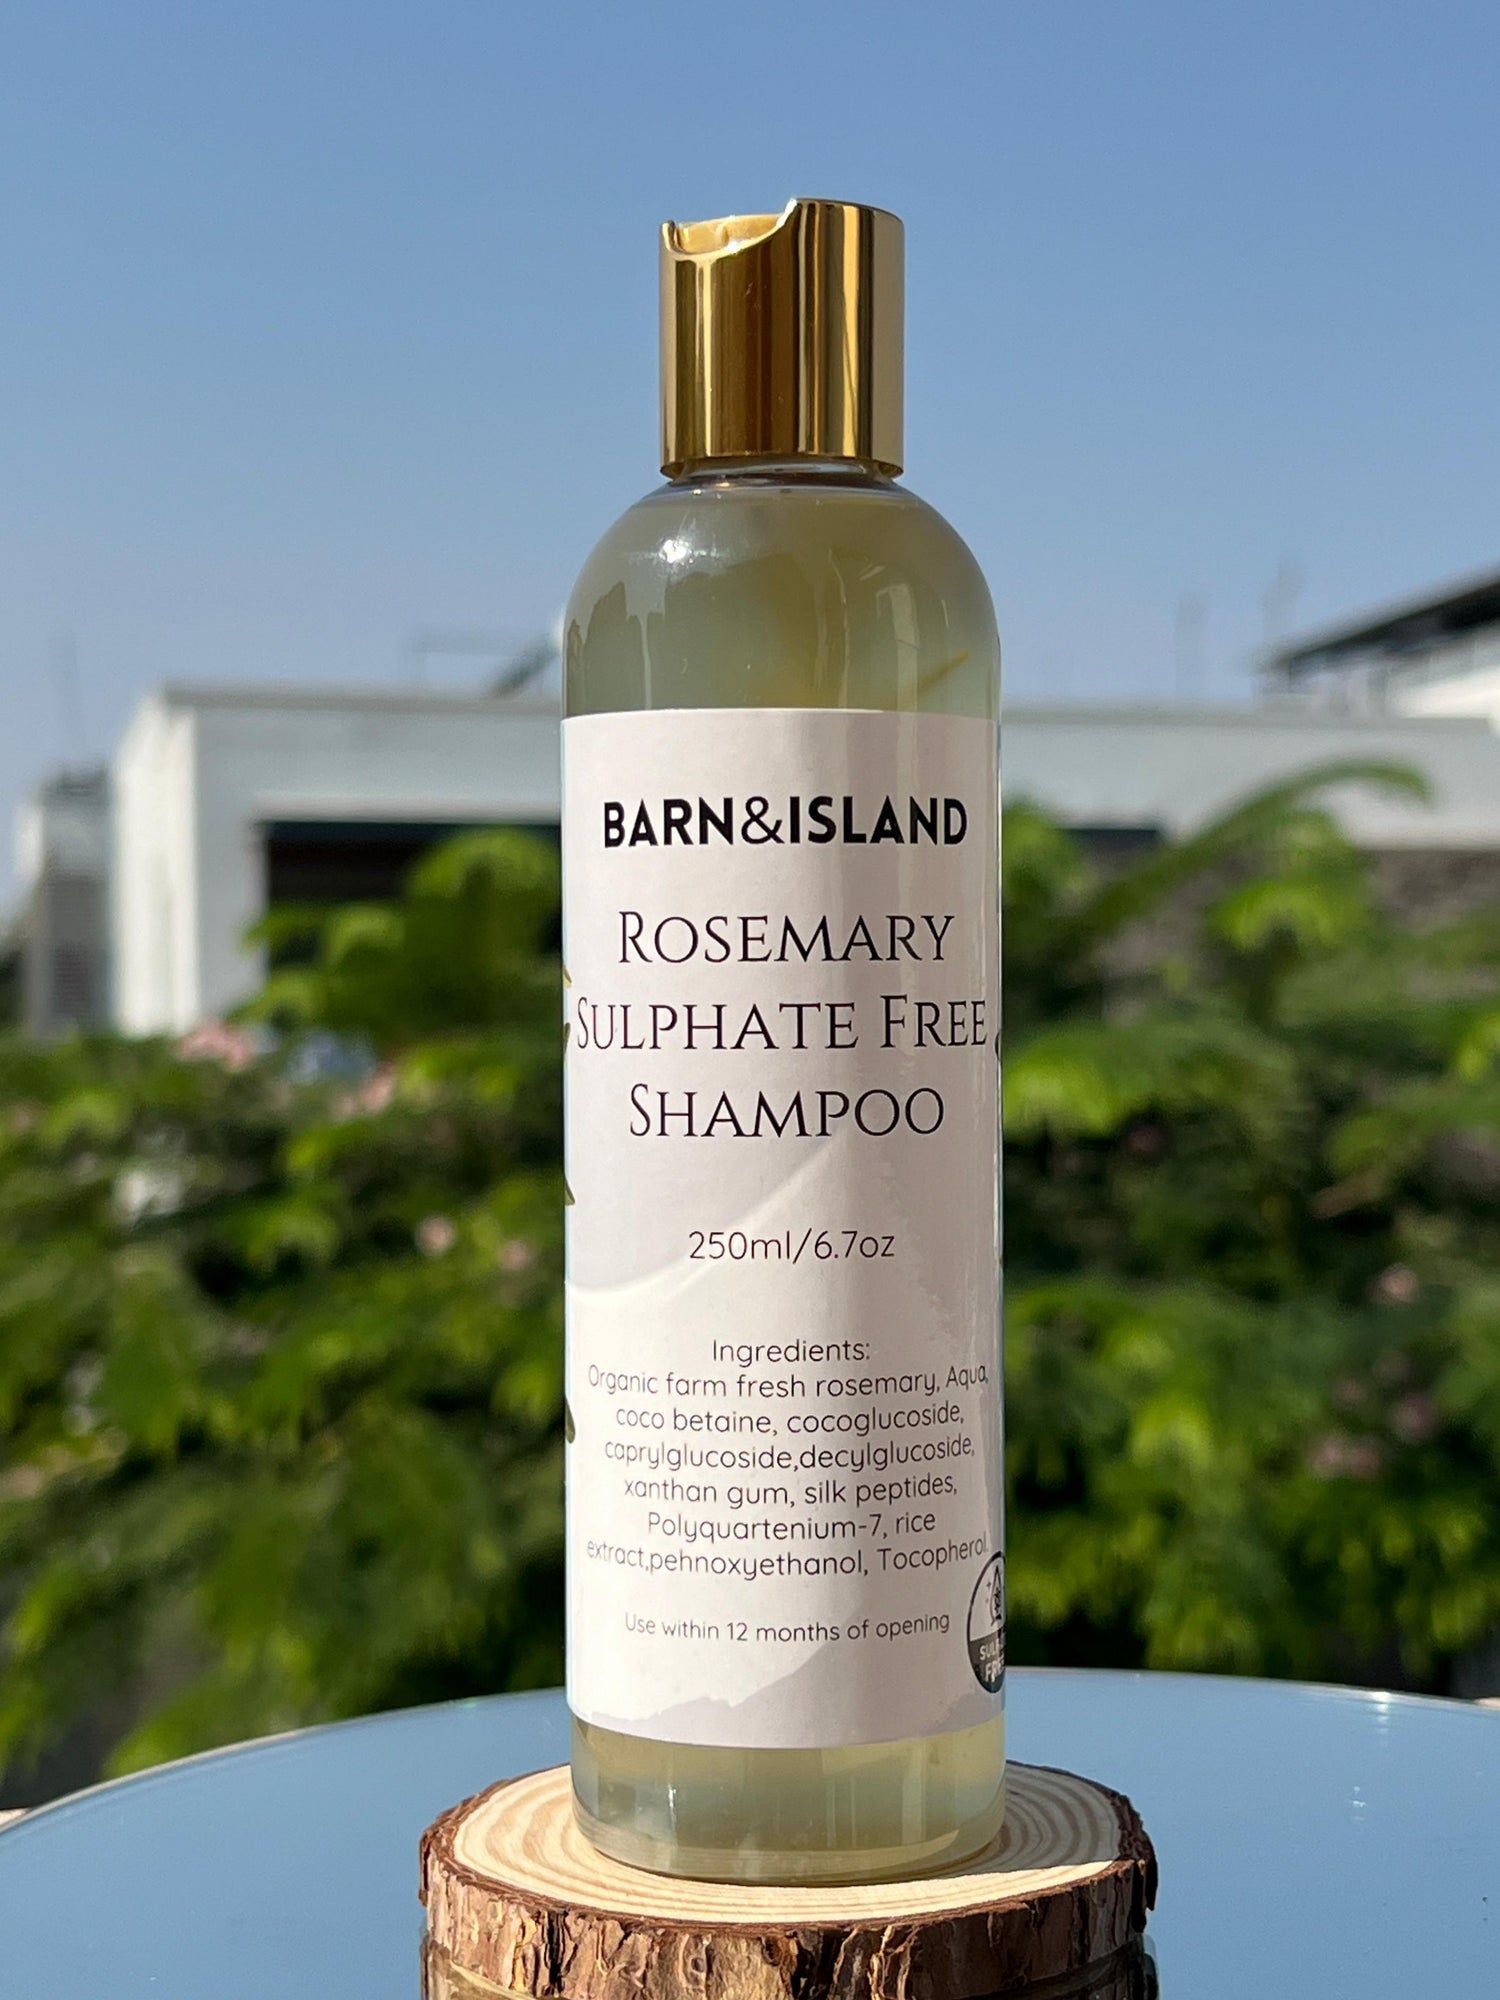 BARN&ISLAND
ROSEMARY
SULPHATE FREE
SHAMPOO
250ml/6.7oz
Ingredients:
Organic farm fresh rosemary, Aqua,
coco betaine, cocoglucoside,
caprylglucoside,decylglucoside,
xanthan gum, silk peptides,
Polyquartenium-7, rice
extract,pehnoxyethanol, Tocopherol.
Use within 12 months of opening